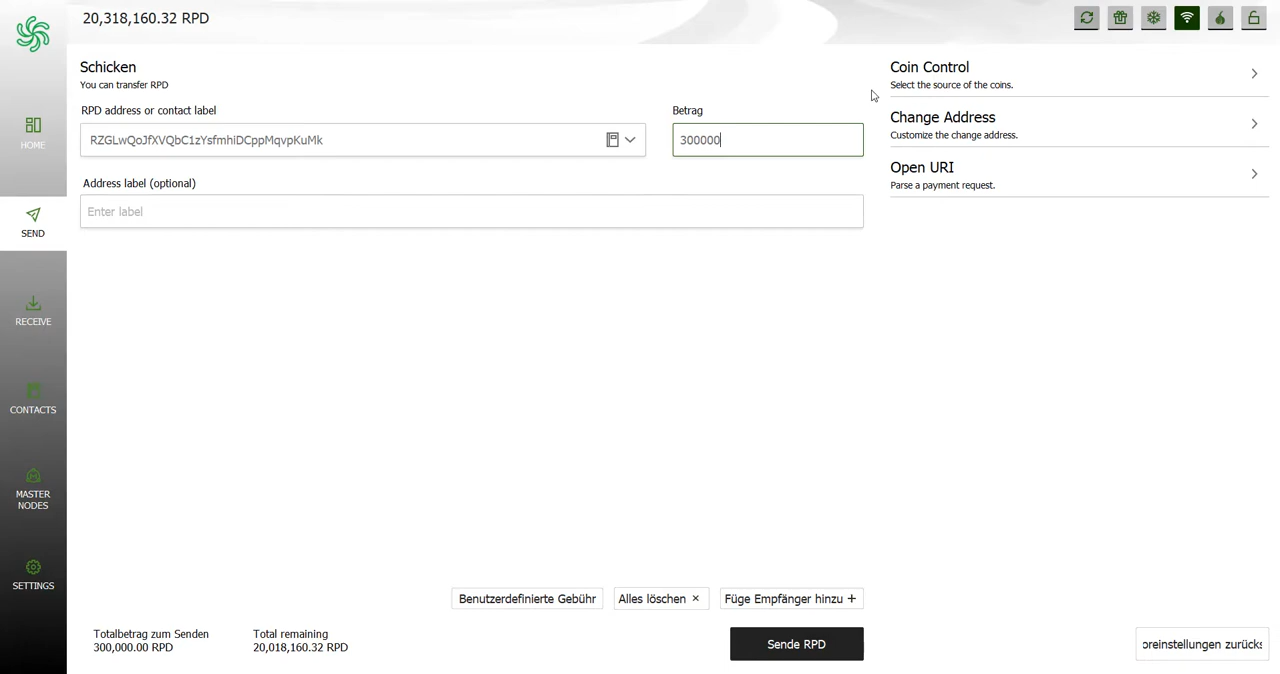 20,318,160.32 RPD
HOME
SEND
RECEIVE
CONTACTS
MASTER
NODES
SETTINGS
Schicken
You can transfer RPD
RPD address or contact label
Betrag
RZGLwQoJfXVQbC1zYsfmhiDCppMqvpKuMk
300000
Address label (optional)
Enter label
Coin Control
Select the source of the coins.
Change Address
Customize the change address.
Open URI
Parse a payment request.
Benutzerdefinierte Gebühr
Alles löschen ×
Füge Empfänger hinzu +
Totalbetrag zum Senden
300,000.00 RPD
Total remaining
20,018,160.32 RPD
Sende RPD
oreinstellungen zurücks